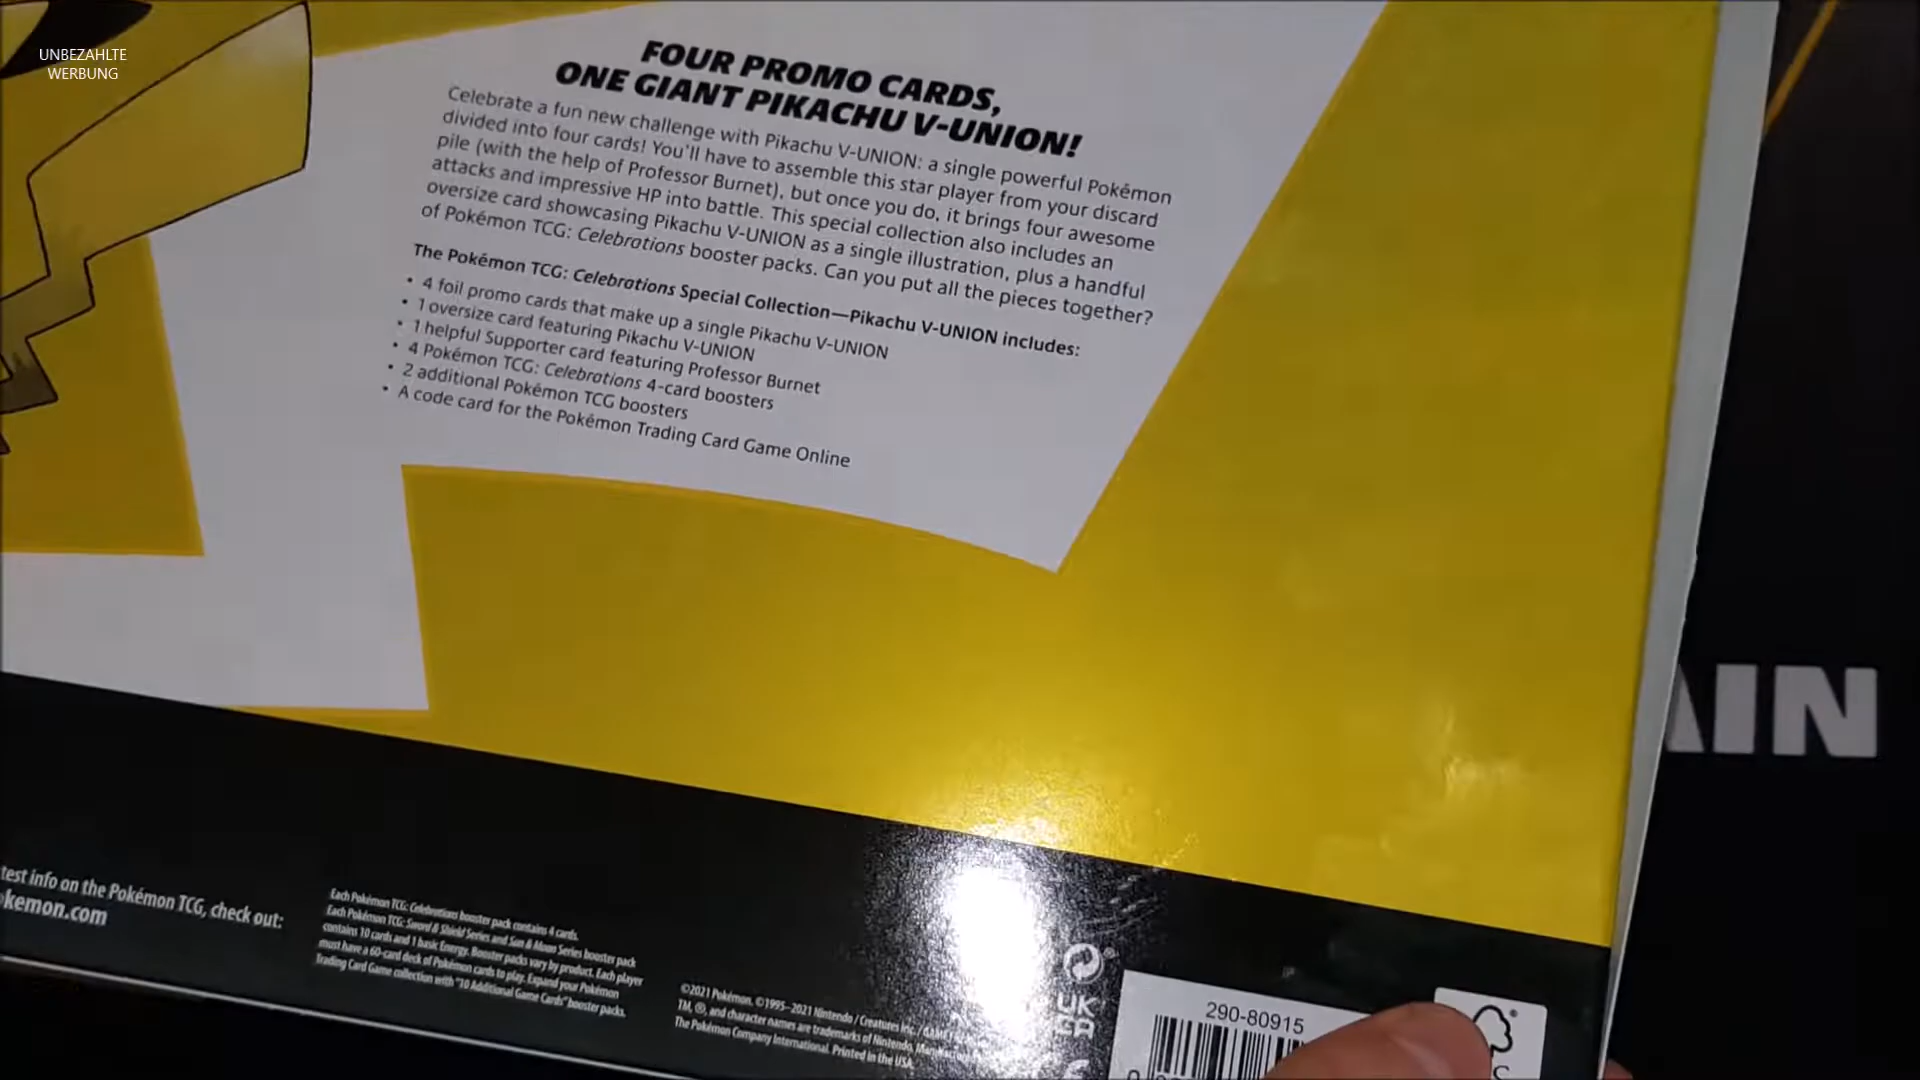 UNBEZAHLTE
WERBUNG
FOUR PROMO CARDS,
ONE GIANT PIKACHU V-UNION!
Celebrate a fun new challenge with Pikachu V-UNION: a single powerful Pokémon
divided into four cards! You'll have to assemble this star player from your discard
pile (with the help of Professor Burnet), but once you do, it brings four awesome
attacks and impressive HP into battle. This special collection also includes an
oversize card showcasing Pikachu V-UNION as a single illustration, plus a handful
of Pokémon TCG: Celebrations booster packs. Can you put all the pieces together?
The Pokémon TCG: Celebrations Special Collection—Pikachu V-UNION includes:
• 4 foil promo cards that make up a single Pikachu V-UNION
• 1 oversize card featuring Pikachu V-UNION
• 1 helpful Supporter card featuring Professor Burnet
• 4 Pokémon TCG: Celebrations 4-card boosters
• 2 additional Pokémon TCG boosters
• A code card for the Pokémon Trading Card Game Online
AIN
test info on the Pokémon TCG, check out:
kemon.com
Each Pokémon TCG: Celebrations booster pack contains 4 cards.
Each Pokémon TCG: Sword & Shield Series and Sun & Moon Series booster pack
contains 10 cards and 1 basic Energy. Booster packs vary by product. Each player
must have a 60-card deck of Pokémon cards to play. Expand your Pokémon
Trading Card Game collection with "10 Additional Game Cards" booster packs.
©2021 Pokémon. ©1995–2021 Nintendo / Creatures Inc. /
TM, ®, and character names are trademarks of Nintendo.
The Pokémon Company International. Printed in the USA.
UK
CA
290-80915